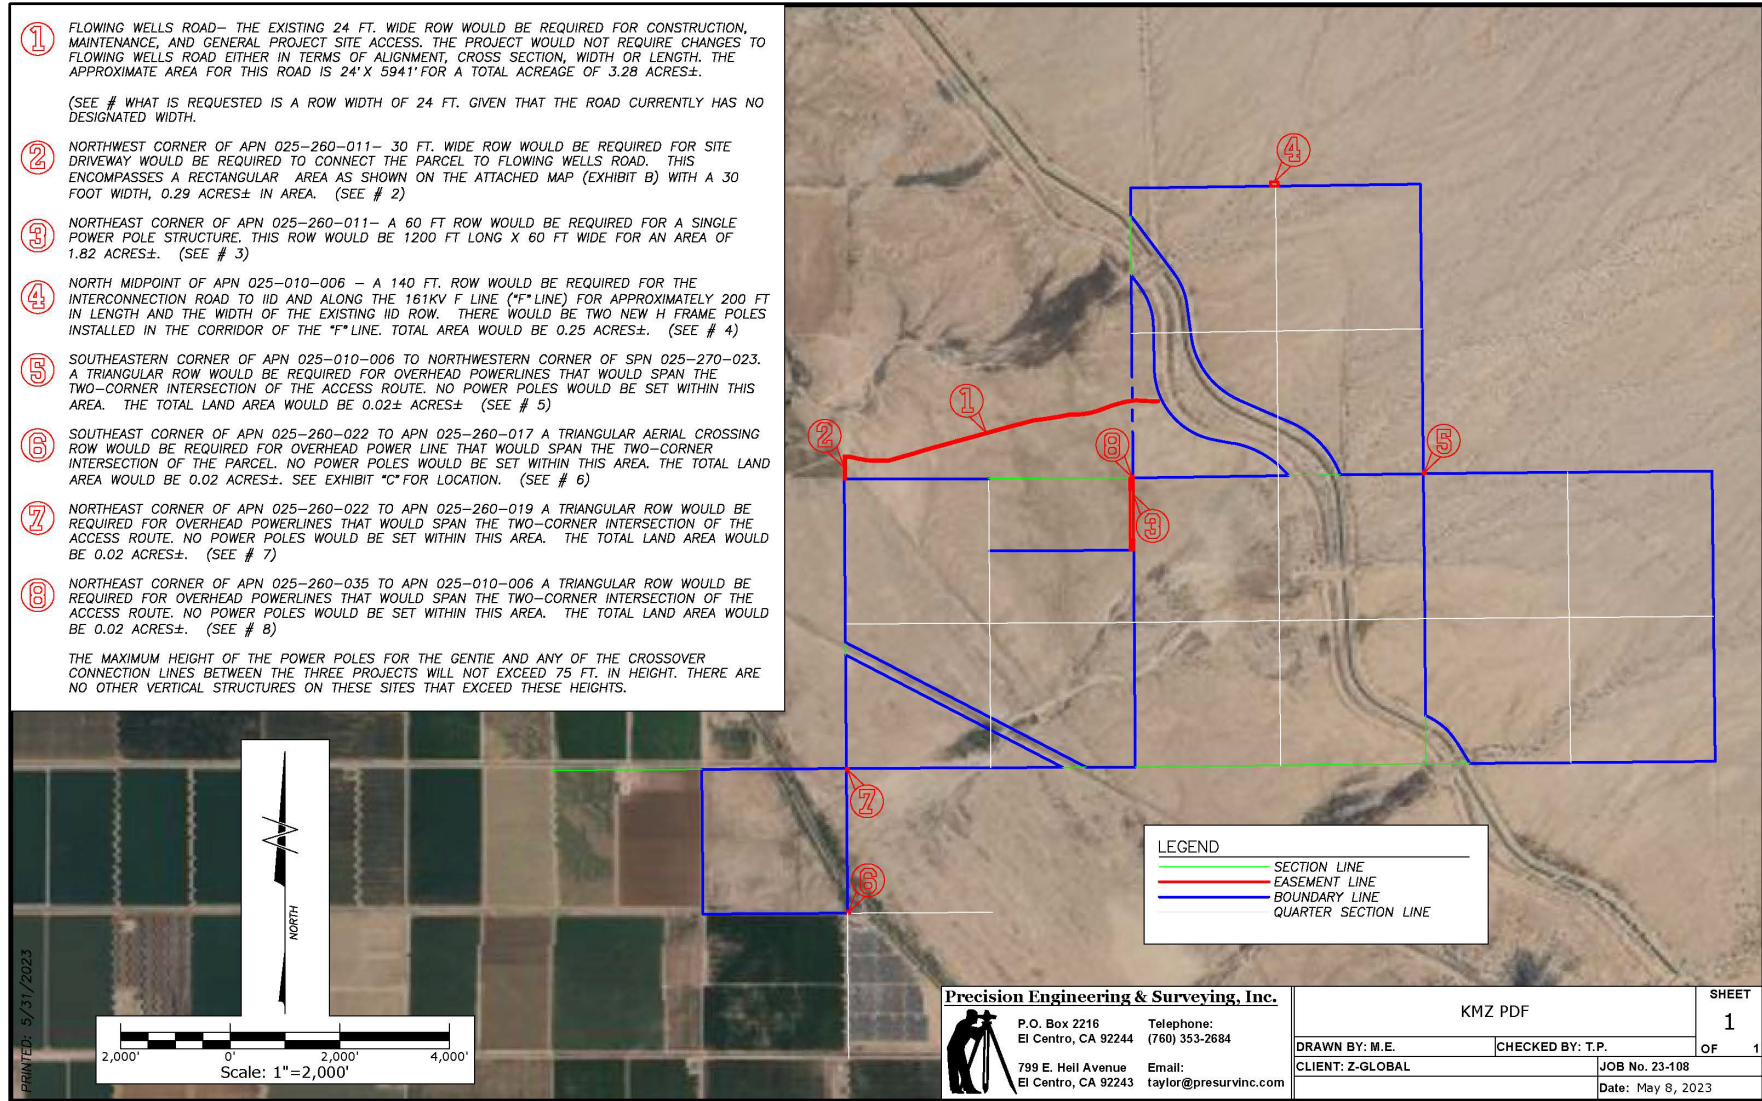 1
FLOWING WELLS ROAD– THE EXISTING 24 FT. WIDE ROW WOULD BE REQUIRED FOR CONSTRUCTION,
MAINTENANCE, AND GENERAL PROJECT SITE ACCESS. THE PROJECT WOULD NOT REQUIRE CHANGES TO
FLOWING WELLS ROAD EITHER IN TERMS OF ALIGNMENT, CROSS SECTION, WIDTH OR LENGTH. THE
APPROXIMATE AREA FOR THIS ROAD IS 24' X 5941' FOR A TOTAL ACREAGE OF 3.28 ACRES±.
(SEE # WHAT IS REQUESTED IS A ROW WIDTH OF 24 FT. GIVEN THAT THE ROAD CURRENTLY HAS NO
DESIGNATED WIDTH.
2
NORTHWEST CORNER OF APN 025-260-011– 30 FT. WIDE ROW WOULD BE REQUIRED FOR SITE
DRIVEWAY WOULD BE REQUIRED TO CONNECT THE PARCEL TO FLOWING WELLS ROAD. THIS
ENCOMPASSES A RECTANGULAR AREA AS SHOWN ON THE ATTACHED MAP (EXHIBIT B) WITH A 30
FOOT WIDTH, 0.29 ACRES± IN AREA. (SEE # 2)
3
NORTHEAST CORNER OF APN 025-260-011– A 60 FT ROW WOULD BE REQUIRED FOR A SINGLE
POWER POLE STRUCTURE. THIS ROW WOULD BE 1200 FT LONG X 60 FT WIDE FOR AN AREA OF
1.82 ACRES±. (SEE # 3)
4
NORTH MIDPOINT OF APN 025-010-006 – A 140 FT. ROW WOULD BE REQUIRED FOR THE
INTERCONNECTION ROAD TO IID AND ALONG THE 161KV F LINE ("F" LINE) FOR APPROXIMATELY 200 FT
IN LENGTH AND THE WIDTH OF THE EXISTING IID ROW. THERE WOULD BE TWO NEW H FRAME POLES
INSTALLED IN THE CORRIDOR OF THE "F" LINE. TOTAL AREA WOULD BE 0.25 ACRES±. (SEE # 4)
5
SOUTHEASTERN CORNER OF APN 025-010-006 TO NORTHWESTERN CORNER OF SPN 025-270-023.
A TRIANGULAR ROW WOULD BE REQUIRED FOR OVERHEAD POWERLINES THAT WOULD SPAN THE
TWO-CORNER INTERSECTION OF THE ACCESS ROUTE. NO POWER POLES WOULD BE SET WITHIN THIS
AREA. THE TOTAL LAND AREA WOULD BE 0.02± ACRES± (SEE # 5)
6
SOUTHEAST CORNER OF APN 025-260-022 TO APN 025-260-017 A TRIANGULAR AERIAL CROSSING
ROW WOULD BE REQUIRED FOR OVERHEAD POWER LINE THAT WOULD SPAN THE TWO-CORNER
INTERSECTION OF THE PARCEL. NO POWER POLES WOULD BE SET WITHIN THIS AREA. THE TOTAL LAND
AREA WOULD BE 0.02 ACRES±. SEE EXHIBIT "C" FOR LOCATION. (SEE # 6)
7
NORTHEAST CORNER OF APN 025-260-022 TO APN 025-260-019 A TRIANGULAR ROW WOULD BE
REQUIRED FOR OVERHEAD POWERLINES THAT WOULD SPAN THE TWO-CORNER INTERSECTION OF THE
ACCESS ROUTE. NO POWER POLES WOULD BE SET WITHIN THIS AREA. THE TOTAL LAND AREA WOULD
BE 0.02 ACRES±. (SEE # 7)
8
NORTHEAST CORNER OF APN 025-260-035 TO APN 025-010-006 A TRIANGULAR ROW WOULD BE
REQUIRED FOR OVERHEAD POWERLINES THAT WOULD SPAN THE TWO-CORNER INTERSECTION OF THE
ACCESS ROUTE. NO POWER POLES WOULD BE SET WITHIN THIS AREA. THE TOTAL LAND AREA WOULD
BE 0.02 ACRES±. (SEE # 8)
THE MAXIMUM HEIGHT OF THE POWER POLES FOR THE GENTIE AND ANY OF THE CROSSOVER
CONNECTION LINES BETWEEN THE THREE PROJECTS WILL NOT EXCEED 75 FT. IN HEIGHT. THERE ARE
NO OTHER VERTICAL STRUCTURES ON THESE SITES THAT EXCEED THESE HEIGHTS.
4
1
2
8
5
3
7
6
NORTH
2,000' 0' 2,000' 4,000'
Scale: 1"=2,000'
PRINTED: 5/31/2023
LEGEND
SECTION LINE
EASEMENT LINE
BOUNDARY LINE
QUARTER SECTION LINE
Precision Engineering & Surveying, Inc.
P.O. Box 2216 Telephone:
El Centro, CA 92244 (760) 353-2684
799 E. Heil Avenue Email:
El Centro, CA 92243 taylor@presurvinc.com
KMZ PDF
SHEET
1
OF 1
DRAWN BY: M.E. CHECKED BY: T.P.
CLIENT: Z-GLOBAL JOB No. 23-108
Date: May 8, 2023